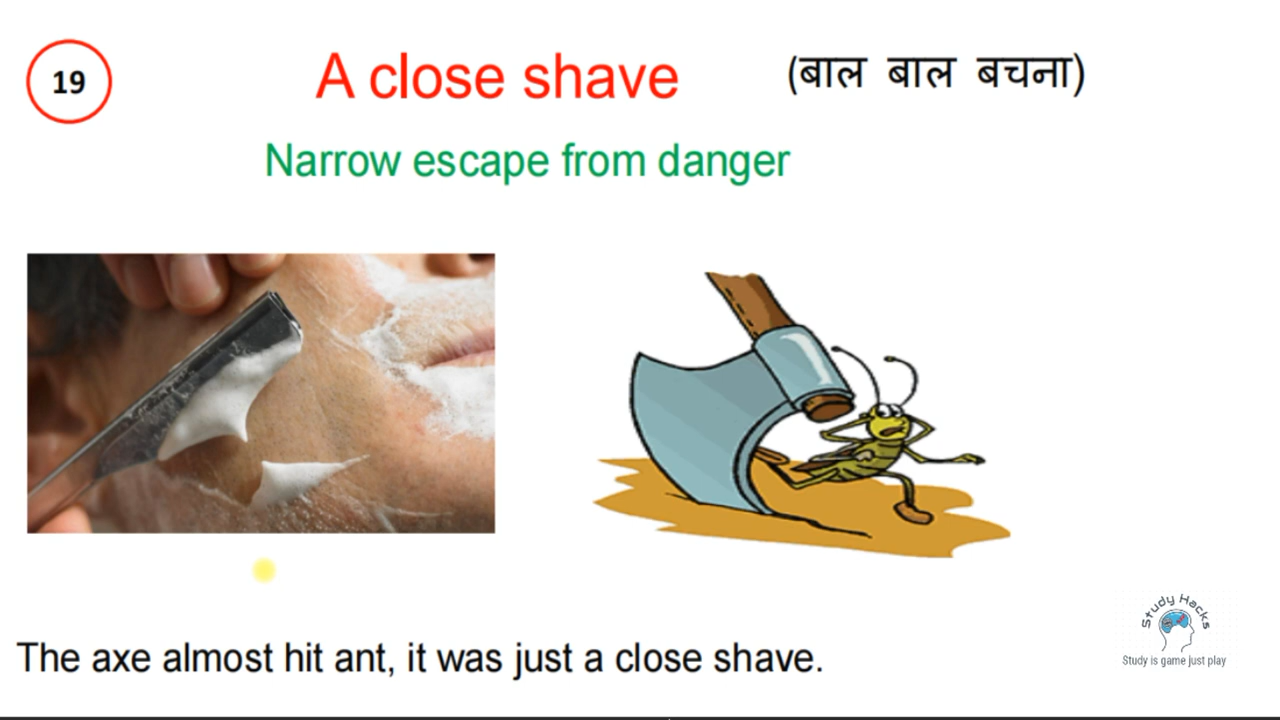 19
A close shave (बाल बाल बचना)
Narrow escape from danger
The axe almost hit ant, it was just a close shave.
Study Hacks
Study is game just play